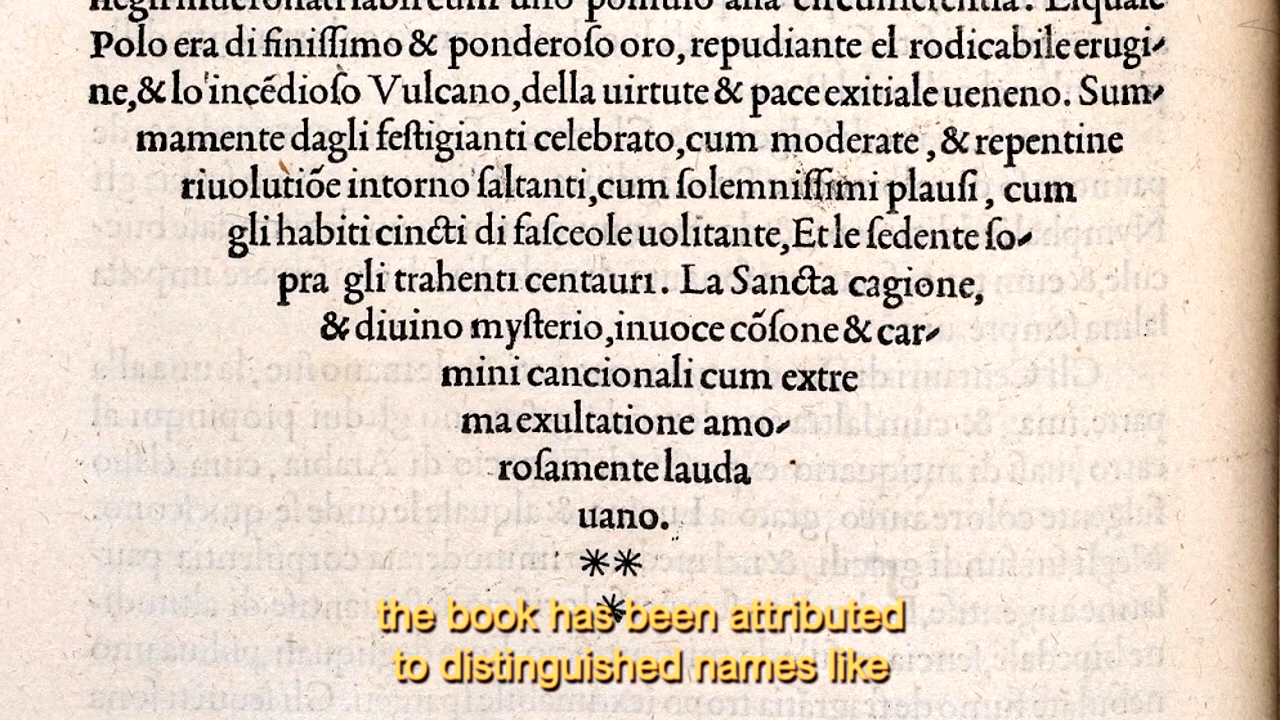 Polo era di finiſſimo & ponderoſo oro, repudiante el rodicabile erugi-
ne,& lo incẽdioſo Vulcano,della uirtute & pace exitiale ueneno. Sum-
mamente dagli feſtigianti celebrato,cum moderate , & repentine
riuolutiõe intorno ſaltanti,cum ſolemniſſimi plauſi, cum
gli habiti cincti di faſceole uolitante,Et le ſedente ſo-
pra gli trahenti centauri. La Sancta cagione,
& diuino myſterio,inuoce cõſone & car-
mini cancionali cum extre
ma exultatione amo-
roſamente lauda
uano.
**
*
the book has been attributed
to distinguished names like